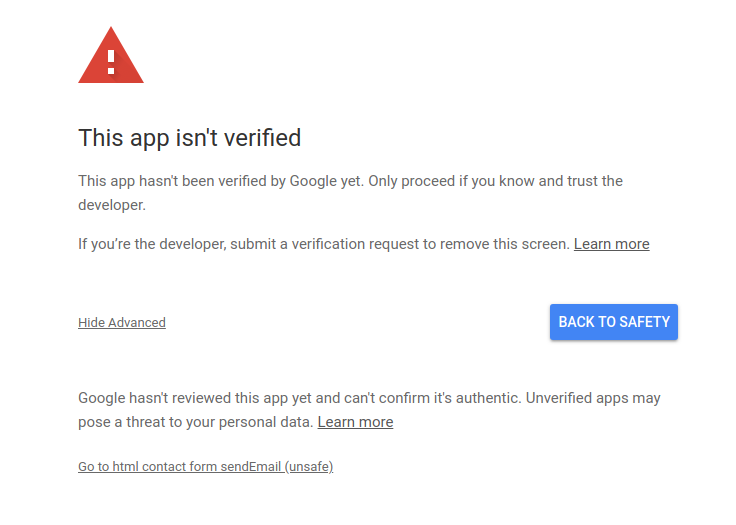 This app isn't verified
This app hasn't been verified by Google yet. Only proceed if you know and trust the
developer.
If you’re the developer, submit a verification request to remove this screen. Learn more
Hide Advanced
BACK TO SAFETY
Google hasn't reviewed this app yet and can't confirm it's authentic. Unverified apps may
pose a threat to your personal data. Learn more
Go to html contact form sendEmail (unsafe)